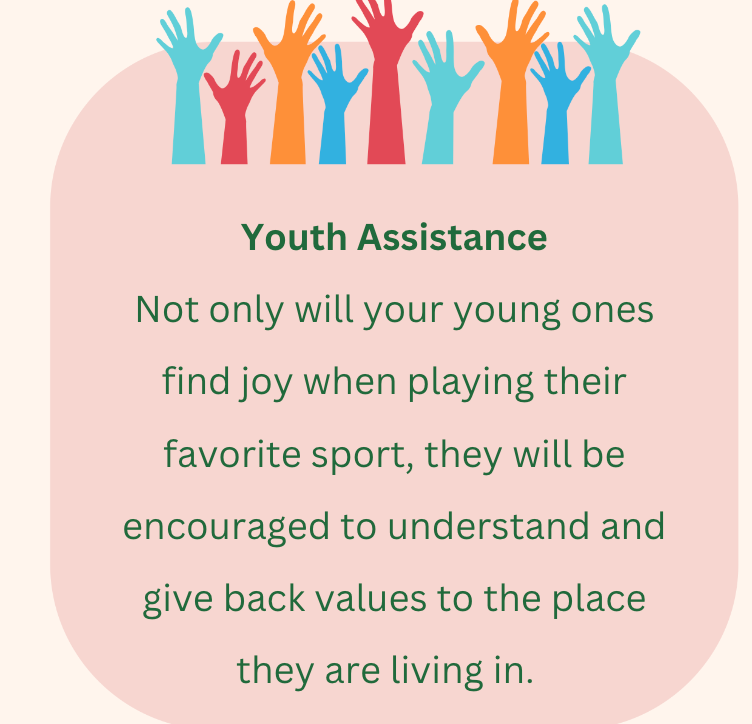 Youth Assistance
Not only will your young ones
find joy when playing their
favorite sport, they will be
encouraged to understand and
give back values to the place
they are living in.